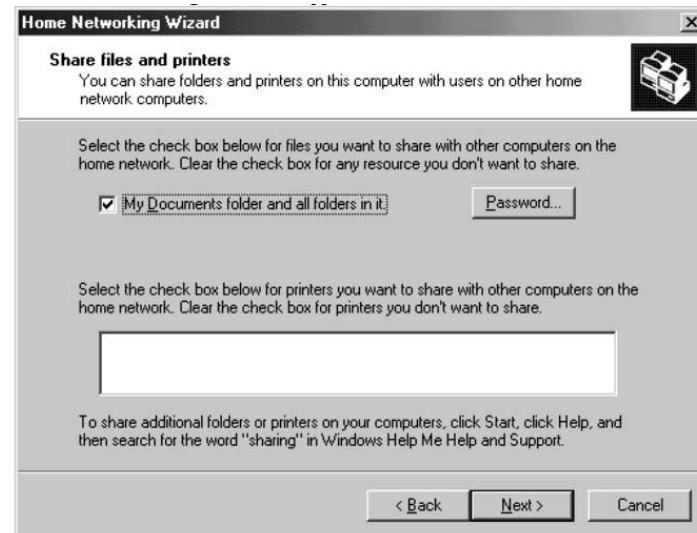 Home Networking Wizard
Share files and printers
You can share folders and printers on this computer with users on other home
network computers.
Select the check box below for files you want to share with other computers on the
home network. Clear the check box for any resource you don't want to share.
My Documents folder and all folders in it.
Password...
Select the check box below for printers you want to share with other computers on the
home network. Clear the check box for printers you don't want to share.
To share additional folders or printers on your computers, click Start, click Help, and
then search for the word "sharing" in Windows Help Me Help and Support.
< Back
Next >
Cancel